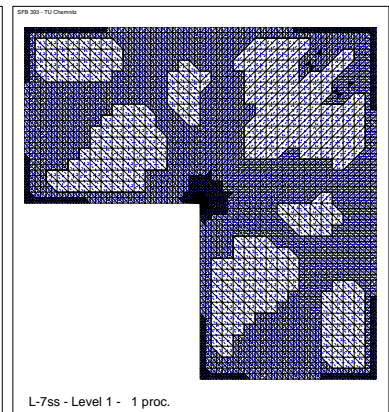 SFB 393 - TU Chemnitz
L-7ss - Level 1 - 1 proc.